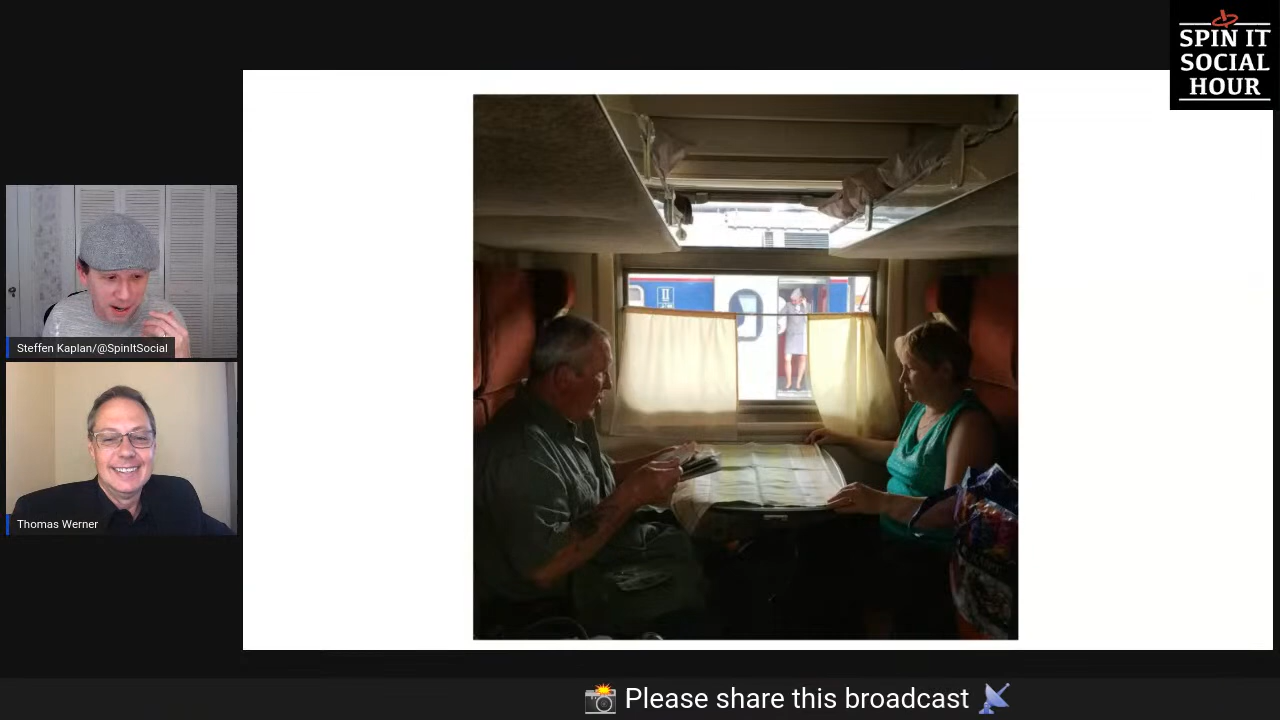 SPIN IT
SOCIAL
HOUR
Steffen Kaplan/@SpinItSocial
Thomas Werner
📸 Please share this broadcast 📡